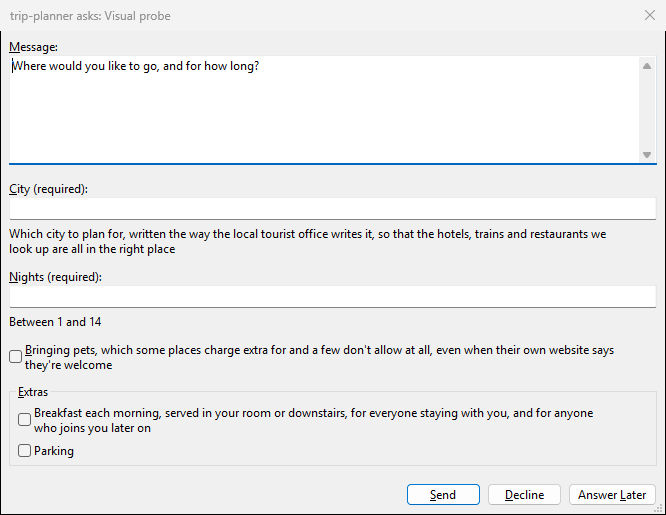 trip-planner asks: Visual probe
Message:
Where would you like to go, and for how long?
City (required):
Which city to plan for, written the way the local tourist office writes it, so that the hotels, trains and restaurants we
look up are all in the right place
Nights (required):
Between 1 and 14
Bringing pets, which some places charge extra for and a few don't allow at all, even when their own website says
they're welcome
Extras
Breakfast each morning, served in your room or downstairs, for everyone staying with you, and for anyone
who joins you later on
Parking
Send
Decline
Answer Later